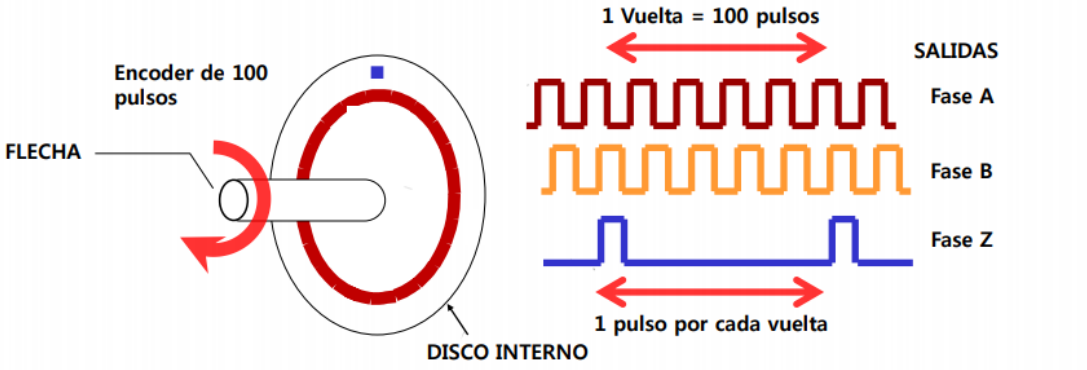 1 Vuelta = 100 pulsos
SALIDAS
Encoder de 100
pulsos
Fase A
FLECHA
Fase B
Fase Z
1 pulso por cada vuelta
DISCO INTERNO